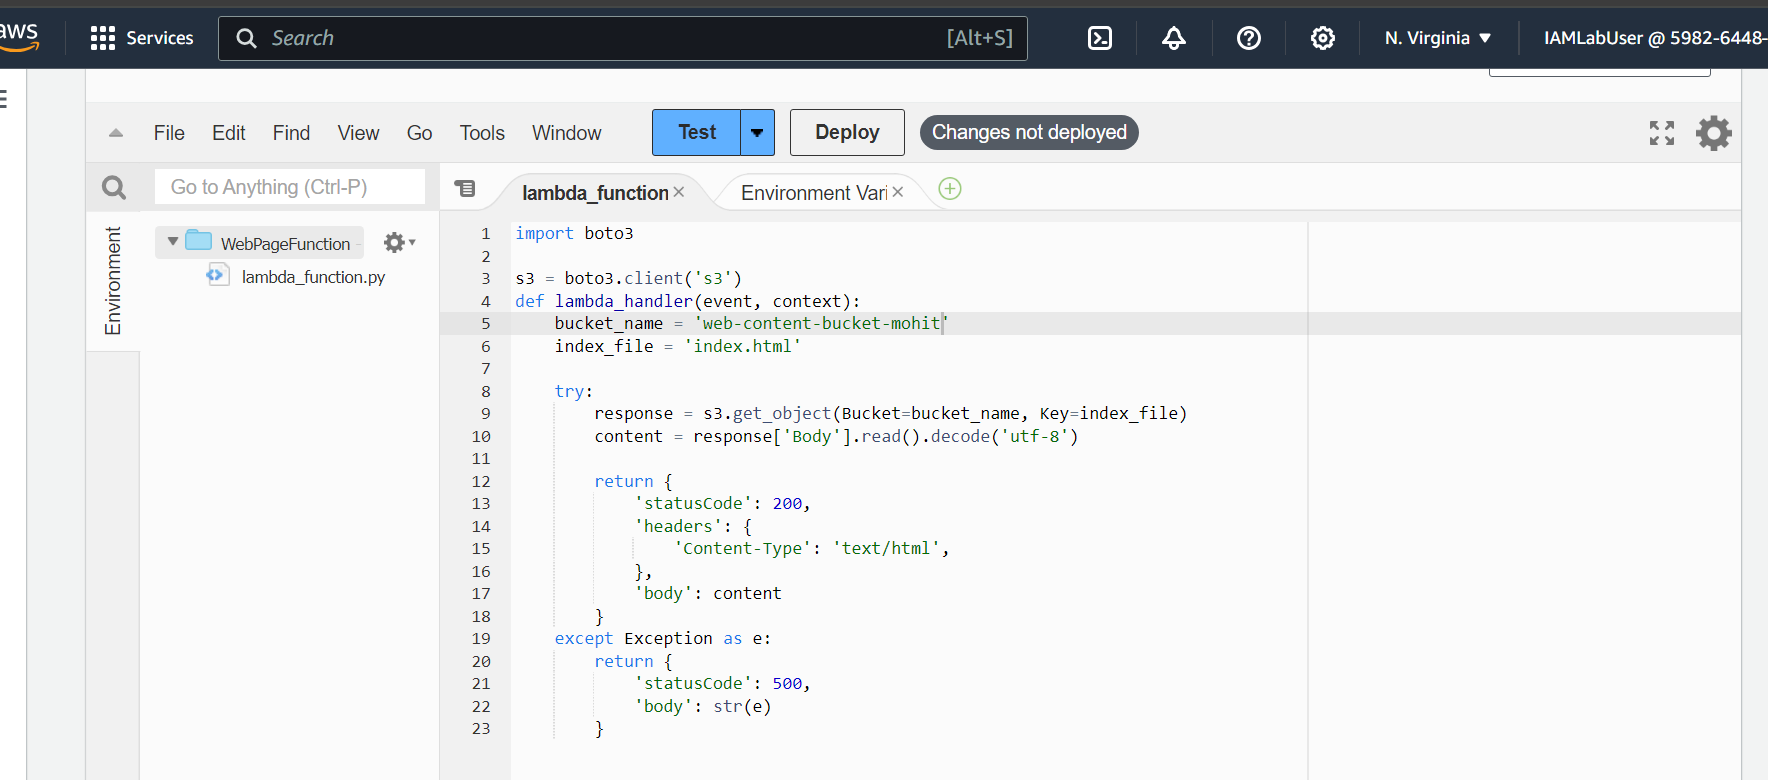 aws Services Search [Alt+S] N. Virginia IAMLabUser @ 5982-6448-
File Edit Find View Go Tools Window Test Deploy Changes not deployed
Go to Anything (Ctrl-P) lambda_function Environment Vari
Environment
WebPageFunction
lambda_function.py
1 import boto3
2
3 s3 = boto3.client('s3')
4 def lambda_handler(event, context):
5     bucket_name = 'web-content-bucket-mohit'
6     index_file = 'index.html'
7
8     try:
9         response = s3.get_object(Bucket=bucket_name, Key=index_file)
10         content = response['Body'].read().decode('utf-8')
11
12         return {
13             'statusCode': 200,
14             'headers': {
15                 'Content-Type': 'text/html',
16             },
17             'body': content
18         }
19     except Exception as e:
20         return {
21             'statusCode': 500,
22             'body': str(e)
23         }